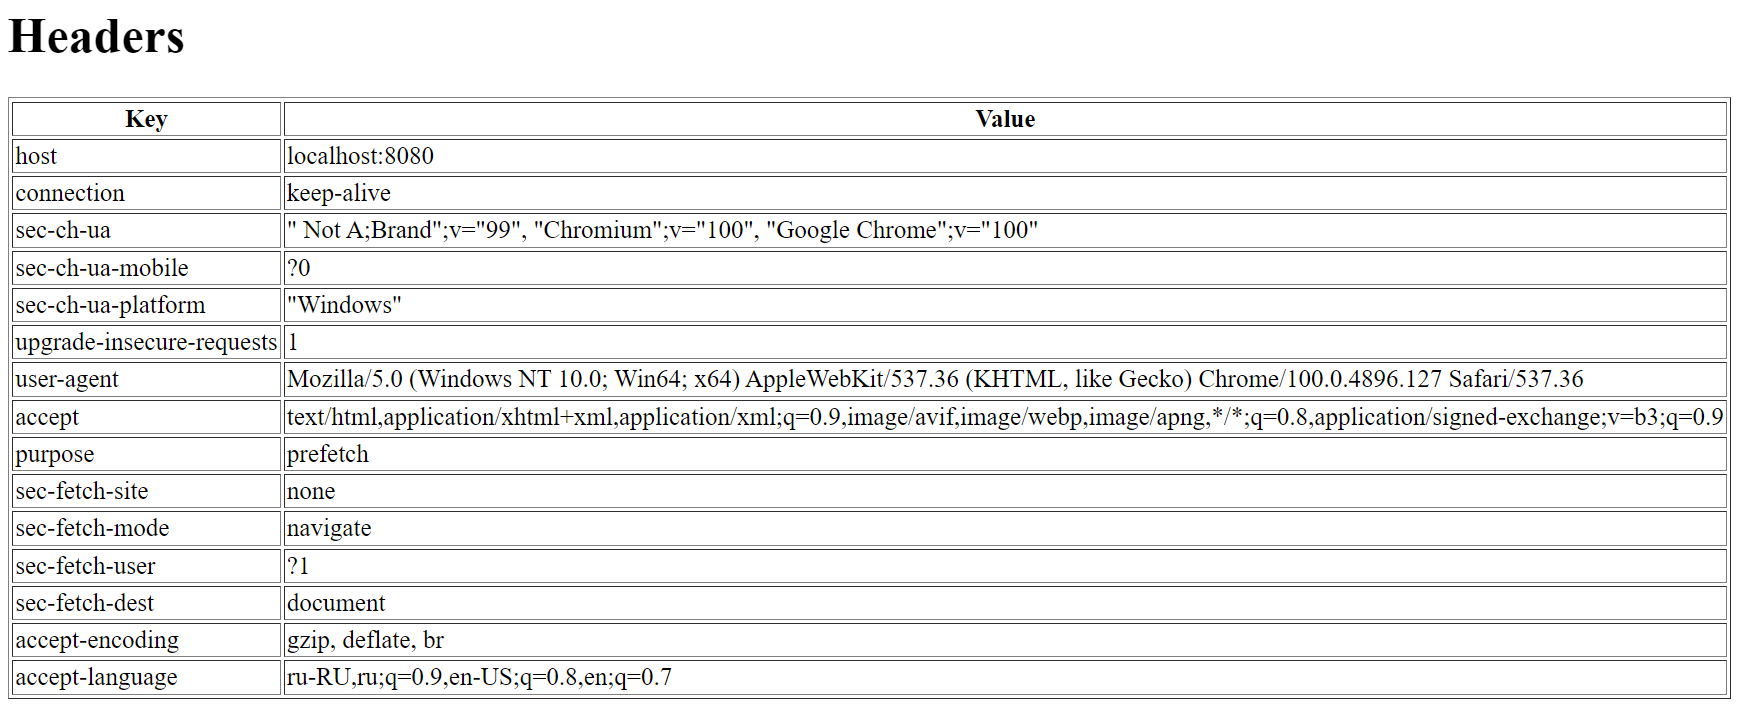 Headers
Key Value
host localhost:8080
connection keep-alive
sec-ch-ua " Not A;Brand";v="99", "Chromium";v="100", "Google Chrome";v="100"
sec-ch-ua-mobile ?0
sec-ch-ua-platform "Windows"
upgrade-insecure-requests 1
user-agent Mozilla/5.0 (Windows NT 10.0; Win64; x64) AppleWebKit/537.36 (KHTML, like Gecko) Chrome/100.0.4896.127 Safari/537.36
accept text/html,application/xhtml+xml,application/xml;q=0.9,image/avif,image/webp,image/apng,*/*;q=0.8,application/signed-exchange;v=b3;q=0.9
purpose prefetch
sec-fetch-site none
sec-fetch-mode navigate
sec-fetch-user ?1
sec-fetch-dest document
accept-encoding gzip, deflate, br
accept-language ru-RU,ru;q=0.9,en-US;q=0.8,en;q=0.7